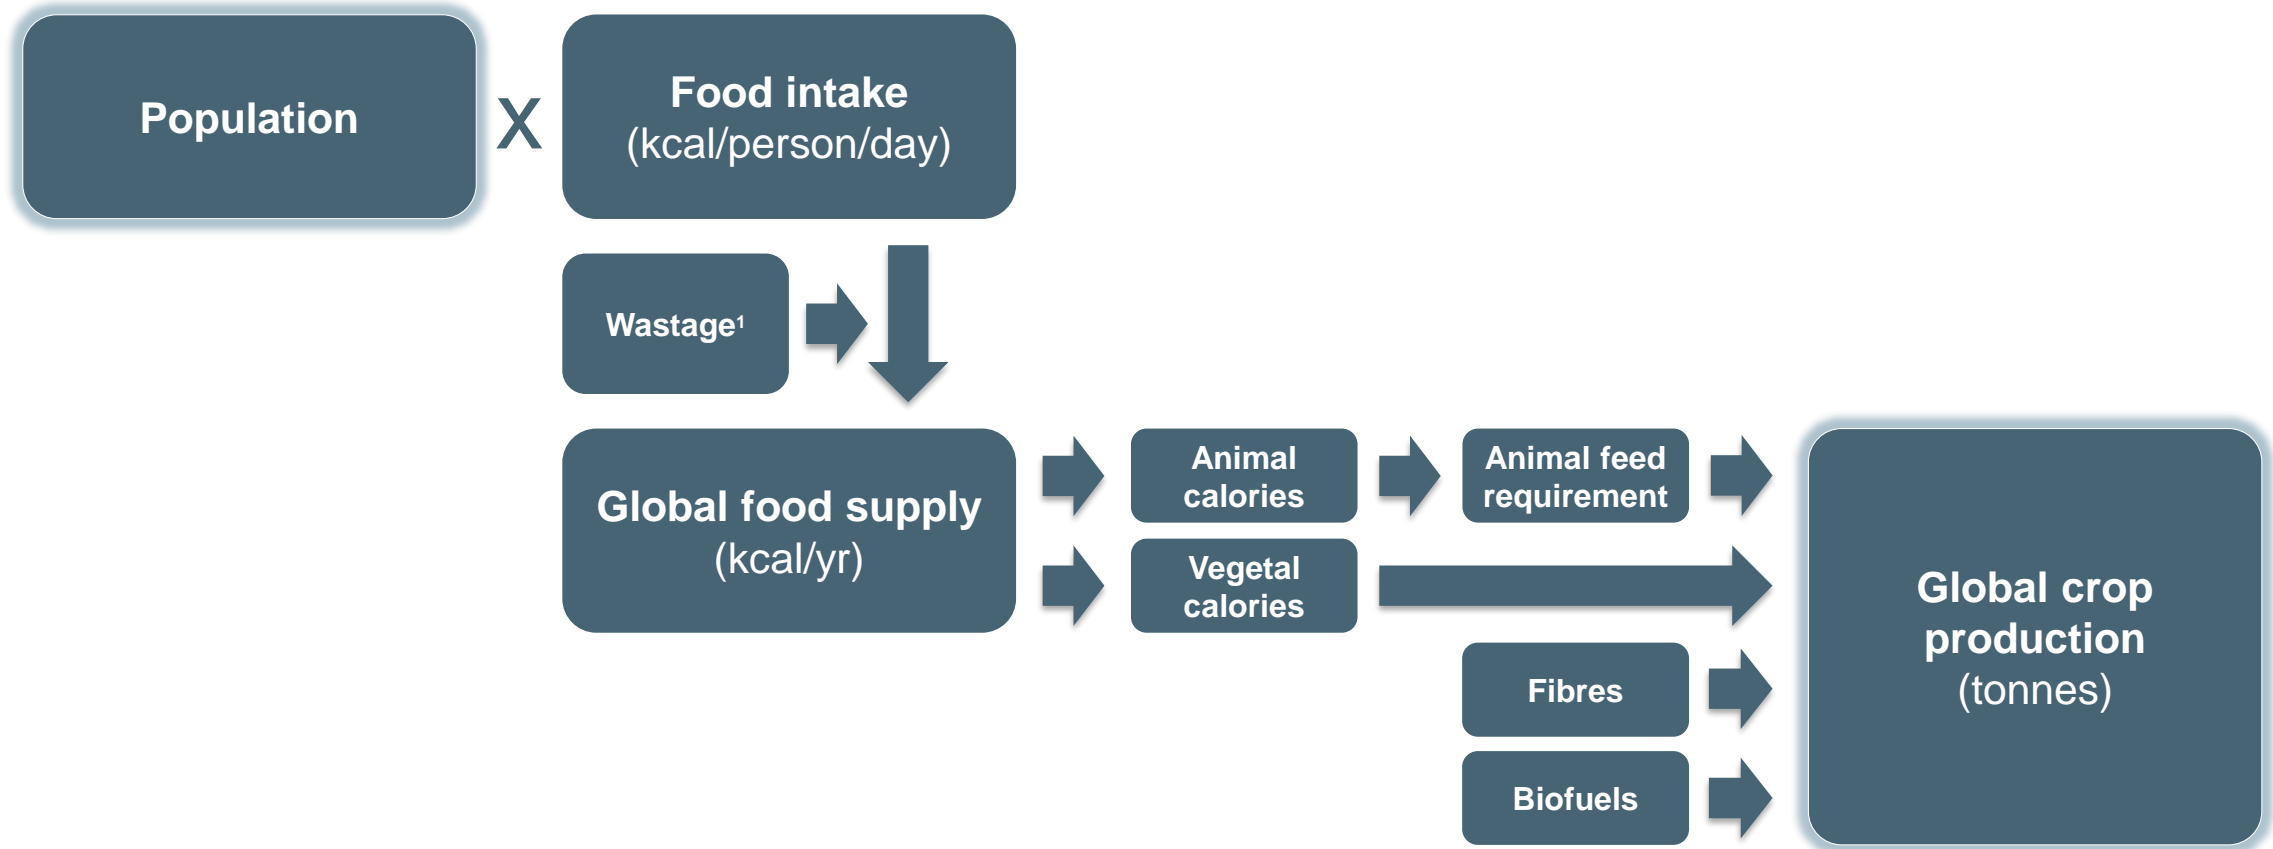 Population
X
Food intake
(kcal/person/day)
Wastage¹
Global food supply
(kcal/yr)
Animal
calories
Animal feed
requirement
Vegetal
calories
Fibres
Biofuels
Global crop
production
(tonnes)